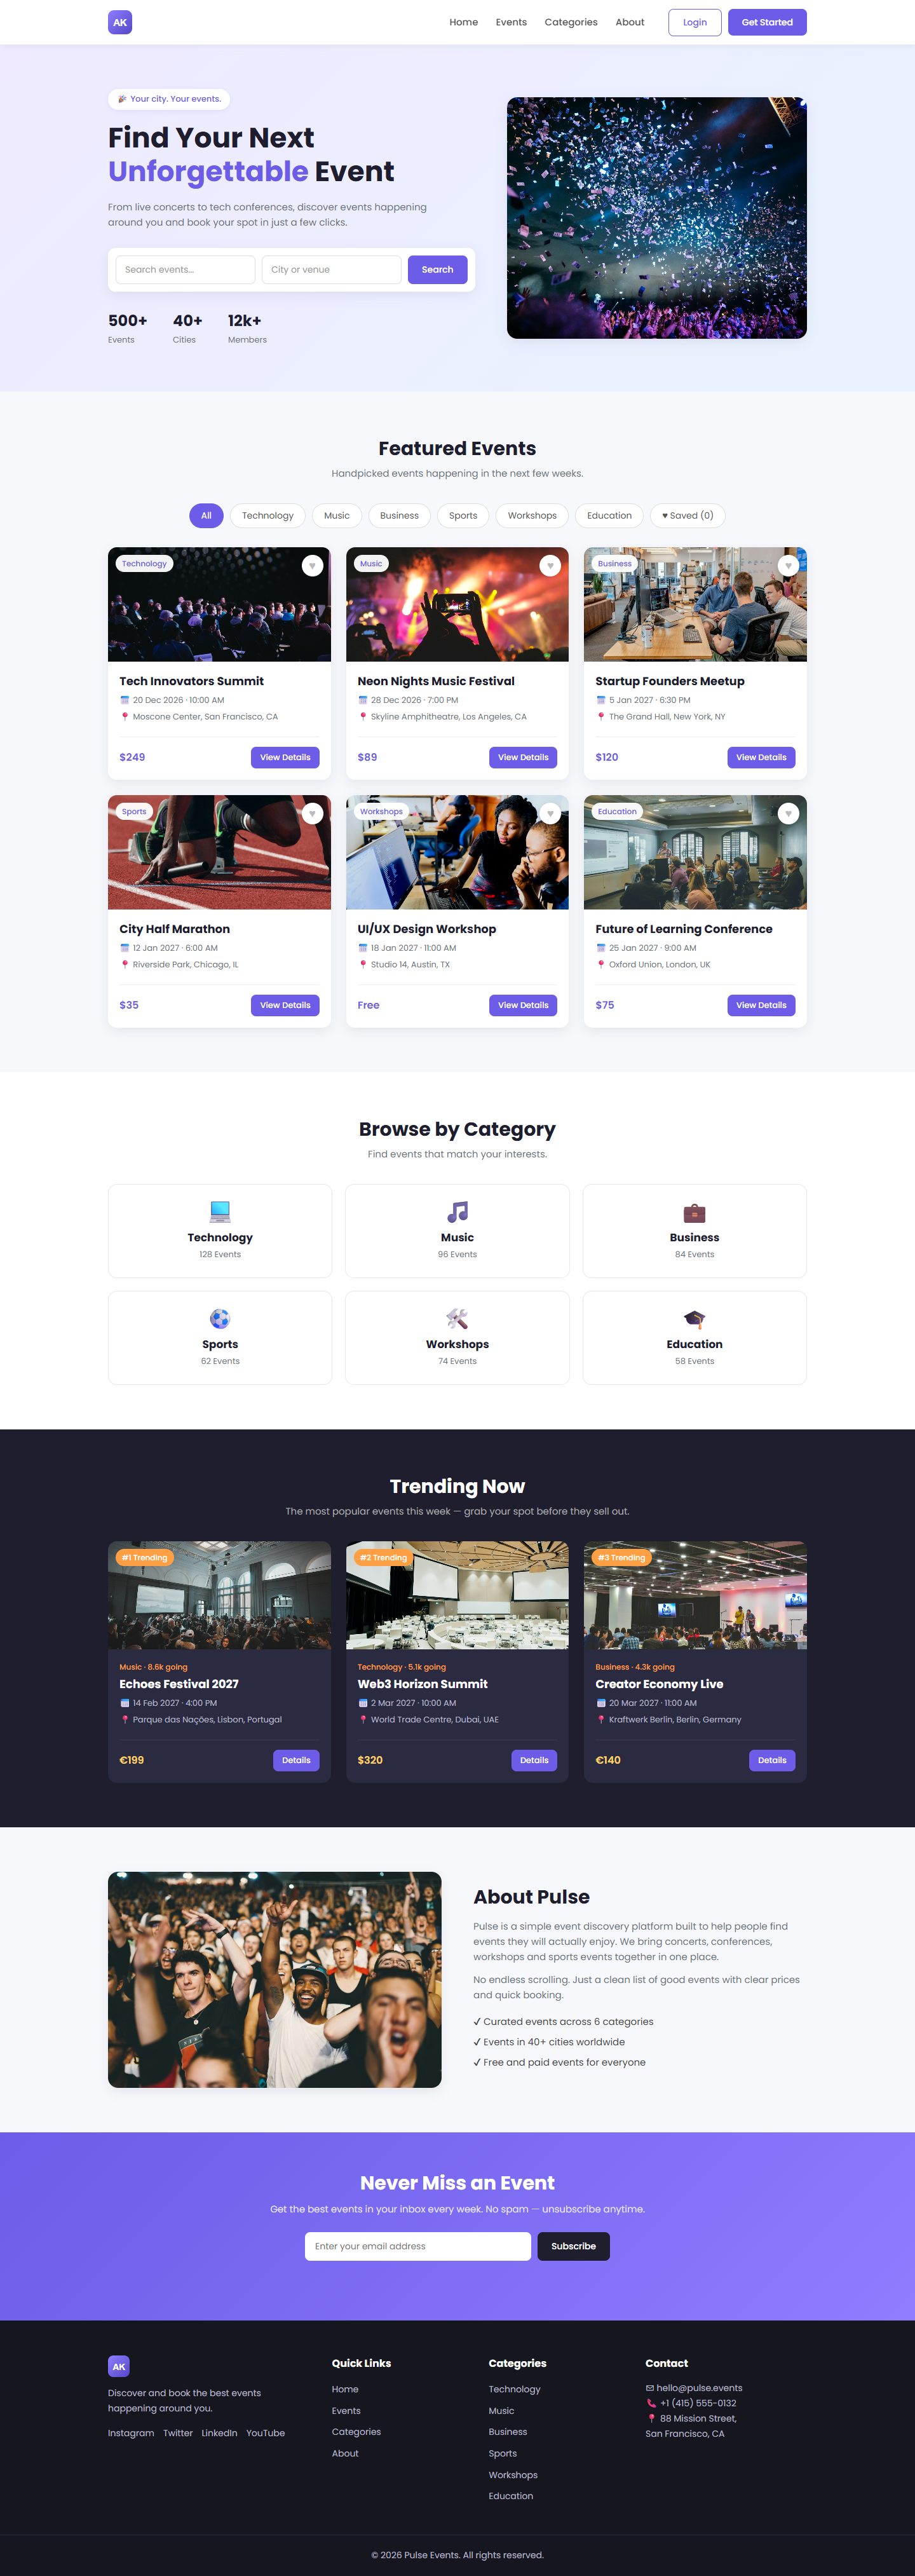 AK
Home Events Categories About Login Get Started
🎉 Your city. Your events.
Find Your Next
Unforgettable Event
From live concerts to tech conferences, discover events happening
around you and book your spot in just a few clicks.
Search events... City or venue Search
500+ 40+ 12k+
Events Cities Members
Featured Events
Handpicked events happening in the next few weeks.
All Technology Music Business Sports Workshops Education ♥ Saved (0)
Technology
Tech Innovators Summit
20 Dec 2026 · 10:00 AM
Moscone Center, San Francisco, CA
$249 View Details
Music
Neon Nights Music Festival
28 Dec 2026 · 7:00 PM
Skyline Amphitheatre, Los Angeles, CA
$89 View Details
Business
Startup Founders Meetup
5 Jan 2027 · 6:30 PM
The Grand Hall, New York, NY
$120 View Details
Sports
City Half Marathon
12 Jan 2027 · 6:00 AM
Riverside Park, Chicago, IL
$35 View Details
Workshops
UI/UX Design Workshop
18 Jan 2027 · 11:00 AM
Studio 14, Austin, TX
Free View Details
Education
Future of Learning Conference
25 Jan 2027 · 9:00 AM
Oxford Union, London, UK
$75 View Details
Browse by Category
Find events that match your interests.
Technology
128 Events
Music
96 Events
Business
84 Events
Sports
62 Events
Workshops
74 Events
Education
58 Events
Trending Now
The most popular events this week — grab your spot before they sell out.
#1 Trending
Music · 8.6k going
Echoes Festival 2027
14 Feb 2027 · 4:00 PM
Parque das Nações, Lisbon, Portugal
€199 Details
#2 Trending
Technology · 5.1k going
Web3 Horizon Summit
2 Mar 2027 · 10:00 AM
World Trade Centre, Dubai, UAE
$320 Details
#3 Trending
Business · 4.3k going
Creator Economy Live
20 Mar 2027 · 11:00 AM
Kraftwerk Berlin, Berlin, Germany
€140 Details
About Pulse
Pulse is a simple event discovery platform built to help people find
events they will actually enjoy. We bring concerts, conferences,
workshops and sports events together in one place.
No endless scrolling. Just a clean list of good events with clear prices
and quick booking.
✓ Curated events across 6 categories
✓ Events in 40+ cities worldwide
✓ Free and paid events for everyone
Never Miss an Event
Get the best events in your inbox every week. No spam — unsubscribe anytime.
Enter your email address Subscribe
AK
Discover and book the best events
happening around you.
Instagram Twitter LinkedIn YouTube
Quick Links
Home
Events
Categories
About
Categories
Technology
Music
Business
Sports
Workshops
Education
Contact
✉ hello@pulse.events
📞 +1 (415) 555-0132
📍 88 Mission Street,
San Francisco, CA
© 2026 Pulse Events. All rights reserved.